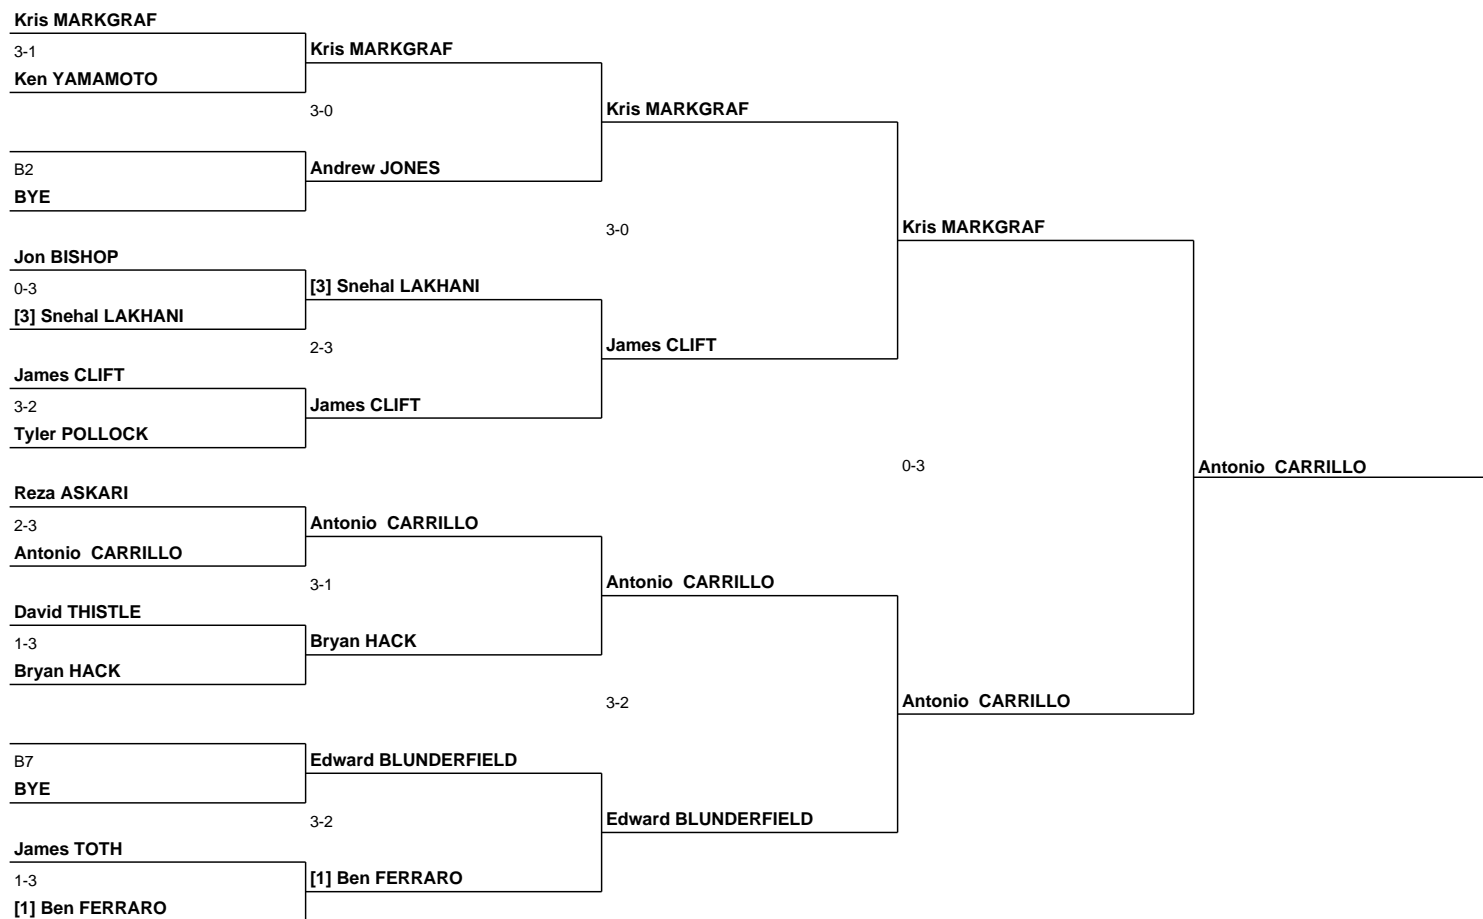 Kris MARKGRAF
3-1
Ken YAMAMOTO
B2
BYE
Jon BISHOP
0-3
[3] Snehal LAKHANI
James CLIFT
3-2
Tyler POLLOCK
Reza ASKARI
2-3
Antonio  CARRILLO
David THISTLE
1-3
Bryan HACK
B7
BYE
James TOTH
1-3
[1] Ben FERRARO
Kris MARKGRAF
3-0
Andrew JONES
[3] Snehal LAKHANI
2-3
James CLIFT
Antonio  CARRILLO
3-1
Bryan HACK
Edward BLUNDERFIELD
3-2
[1] Ben FERRARO
Kris MARKGRAF
3-0
James CLIFT
Antonio  CARRILLO
3-2
Edward BLUNDERFIELD
Kris MARKGRAF
0-3
Antonio  CARRILLO
Antonio  CARRILLO